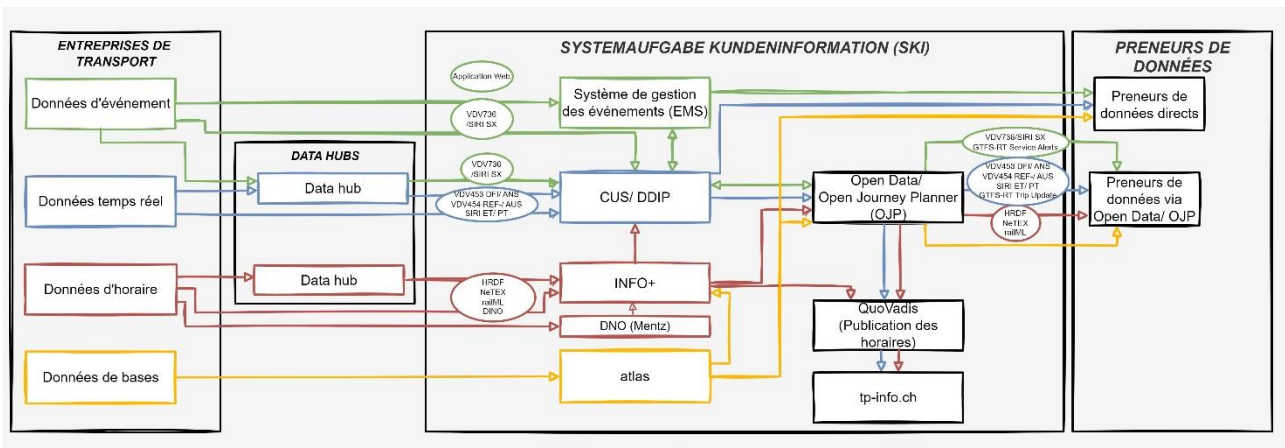 ENTREPRISES DE
TRANSPORT
Données d'événement
Données temps réel
Données d'horaire
Données de bases
DATA HUBS
Data hub
Data hub
SYSTEMAUFGABE KUNDENINFORMATION (SKI)
Application Web
VDV736
/SIRI SX
VDV736
/SIRI SX
VDV453 DFI/ ANS
VDV454 REF-/ AUS
SIRI ET/ PT
HRDF
NeTEX
railML
DINO
Système de gestion
des événements (EMS)
CUS/ DDIP
INFO+
DNO (Mentz)
atlas
Open Data/
Open Journey Planner
(OJP)
QuoVadis
(Publication des
horaires)
tp-info.ch
VDV736/SIRI SX
GTFS-RT Service Alerts
VDV453 DFI/ ANS
VDV454 REF-/ AUS
SIRI ET/ PT
GTFS-RT Trip Update
HRDF
NeTEX
railML
PRENEURS DE
DONNÉES
Preneurs de
données directs
Preneurs de
données via
Open Data/ OJP